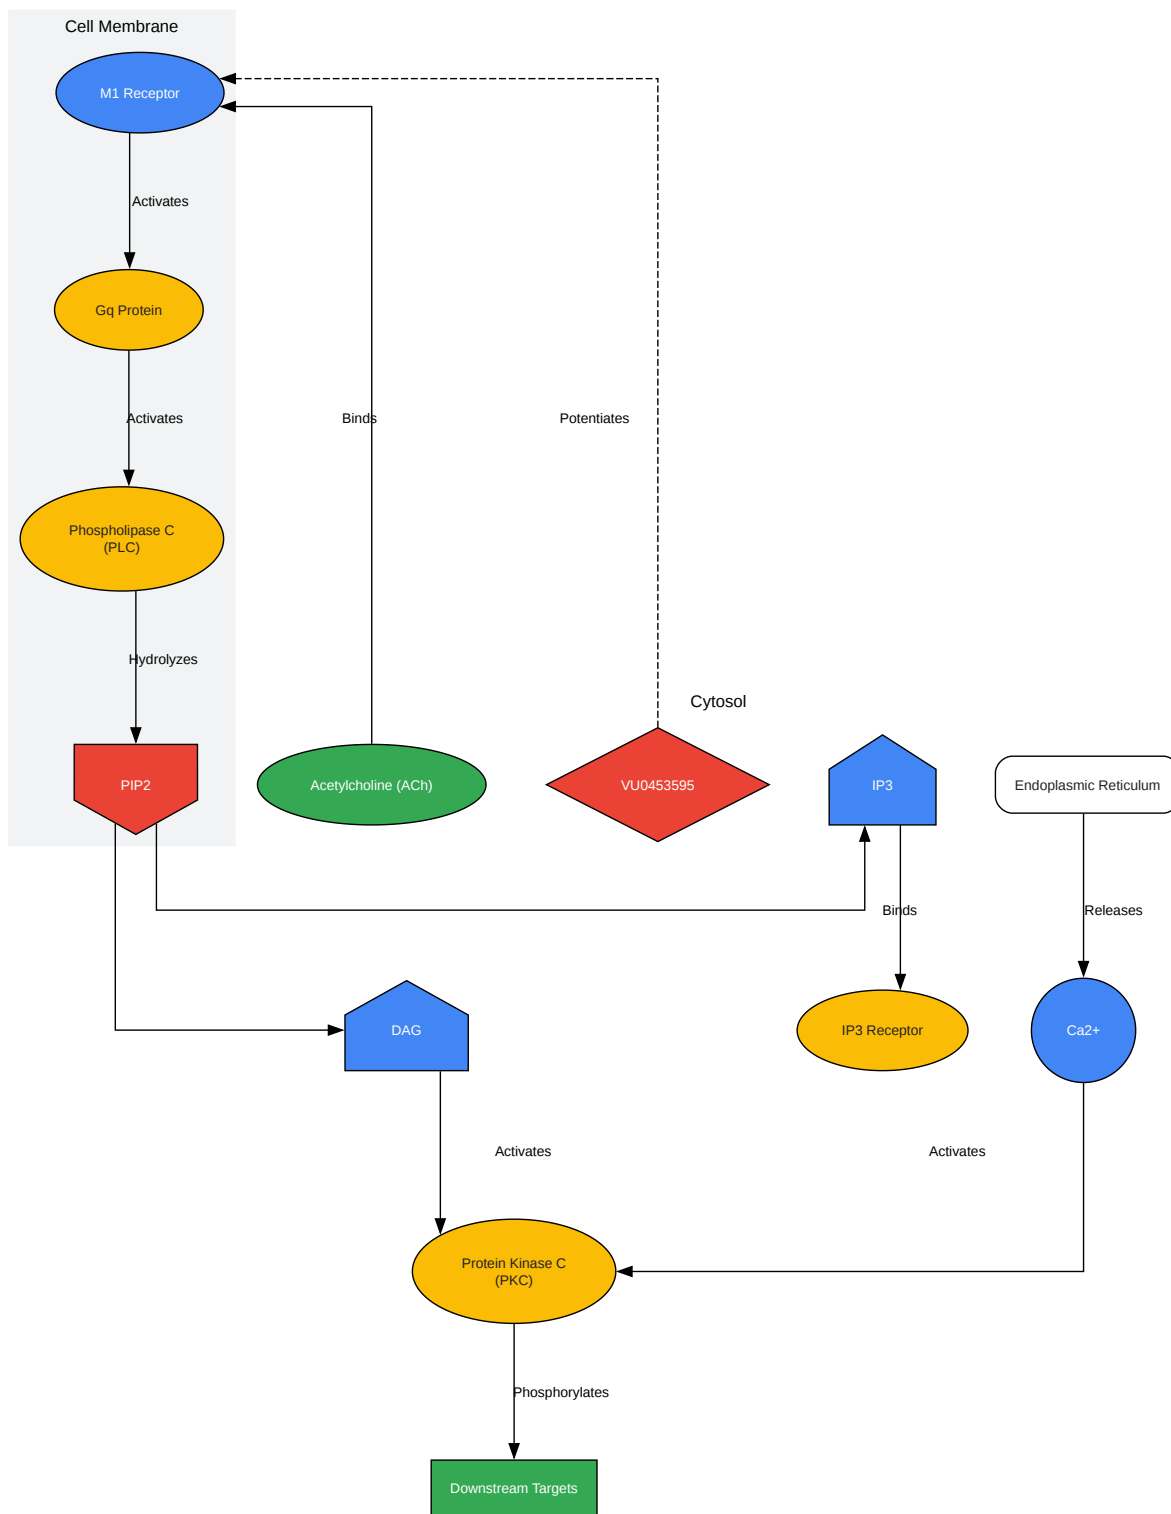 Cell Membrane
M1 Receptor
Activates
Gq Protein
Activates
Binds
Potentiates
Phospholipase C
(PLC)
Hydrolyzes
Cytosol
PIP2
Acetylcholine (ACh)
VU0453595
IP3
Endoplasmic Reticulum
Binds
Releases
DAG
IP3 Receptor
Ca2+
Activates
Activates
Protein Kinase C
(PKC)
Phosphorylates
Downstream Targets